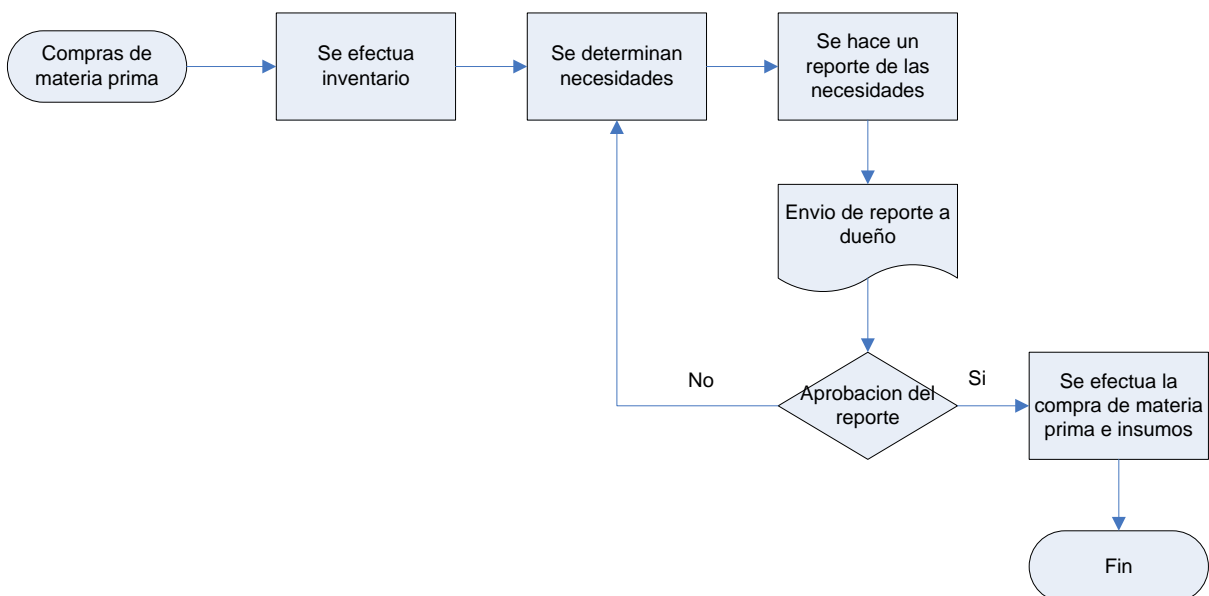 Compras de
materia prima
Se efectua
inventario
Se determinan
necesidades
Se hace un
reporte de las
necesidades
Envio de reporte a
dueño
Aprobacion del
reporte
No
Si
Se efectua la
compra de materia
prima e insumos
Fin